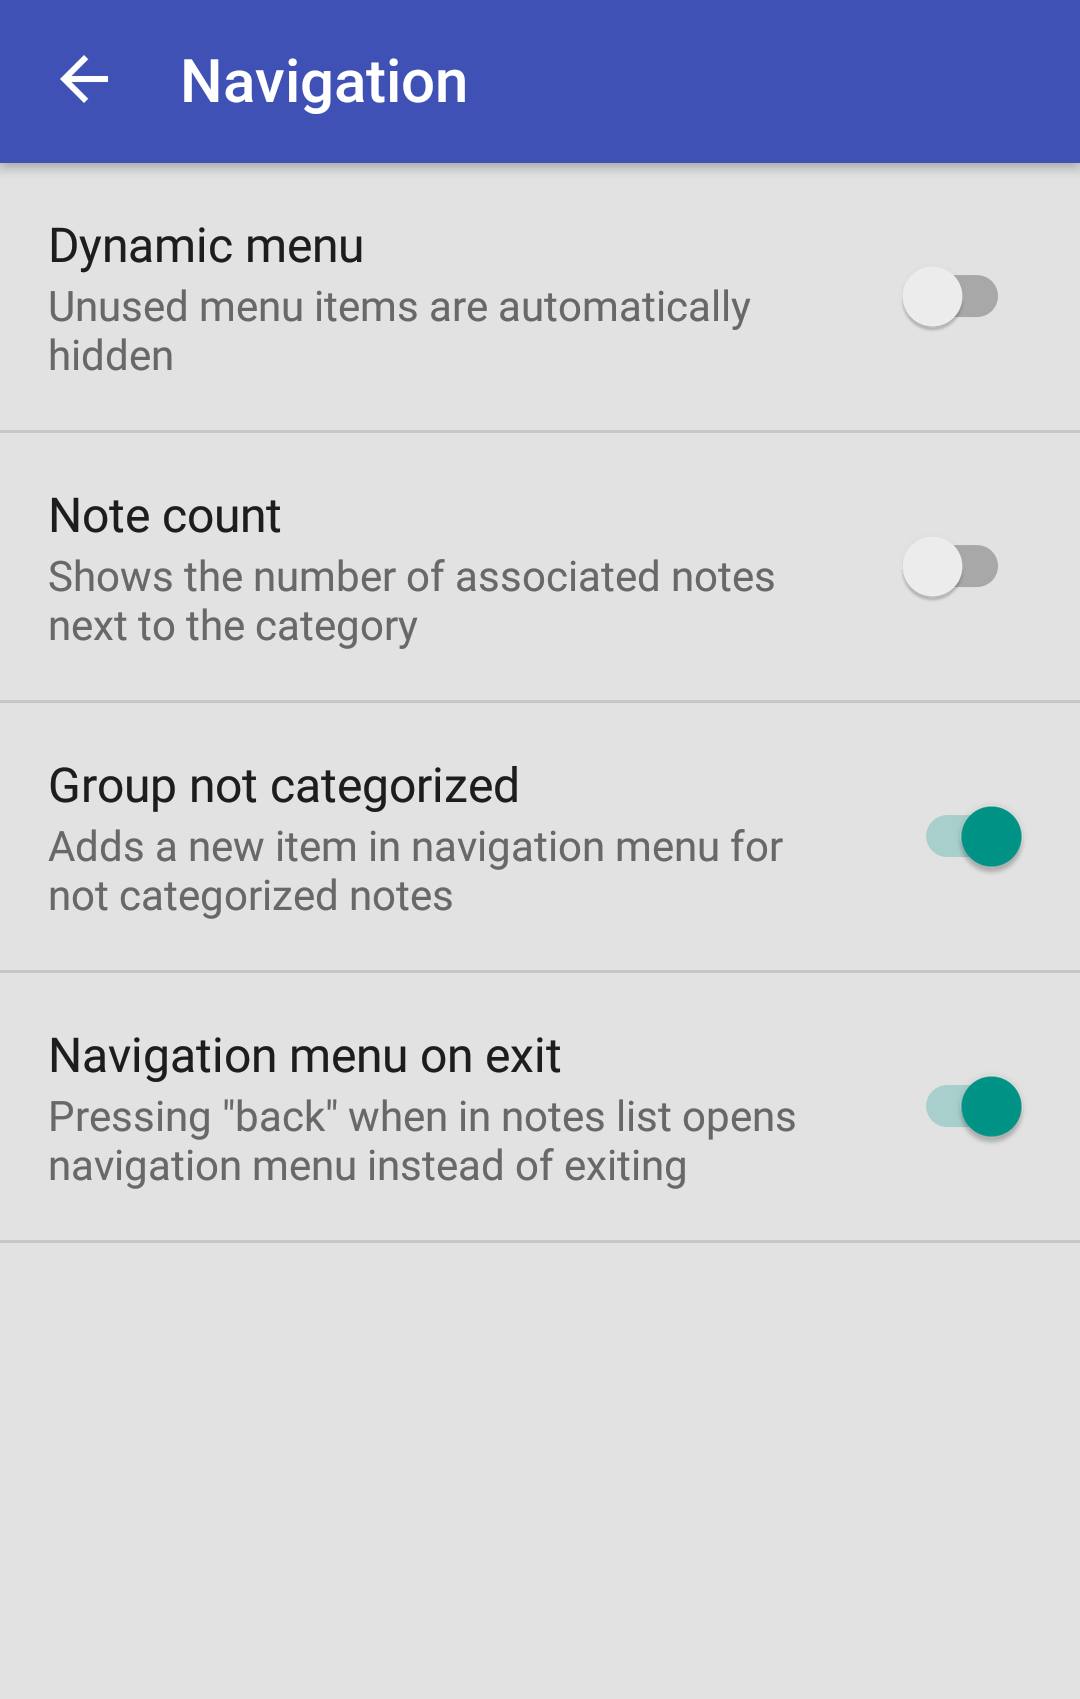 Navigation
Dynamic menu
Unused menu items are automatically
hidden
Note count
Shows the number of associated notes
next to the category
Group not categorized
Adds a new item in navigation menu for
not categorized notes
Navigation menu on exit
Pressing "back" when in notes list opens
navigation menu instead of exiting